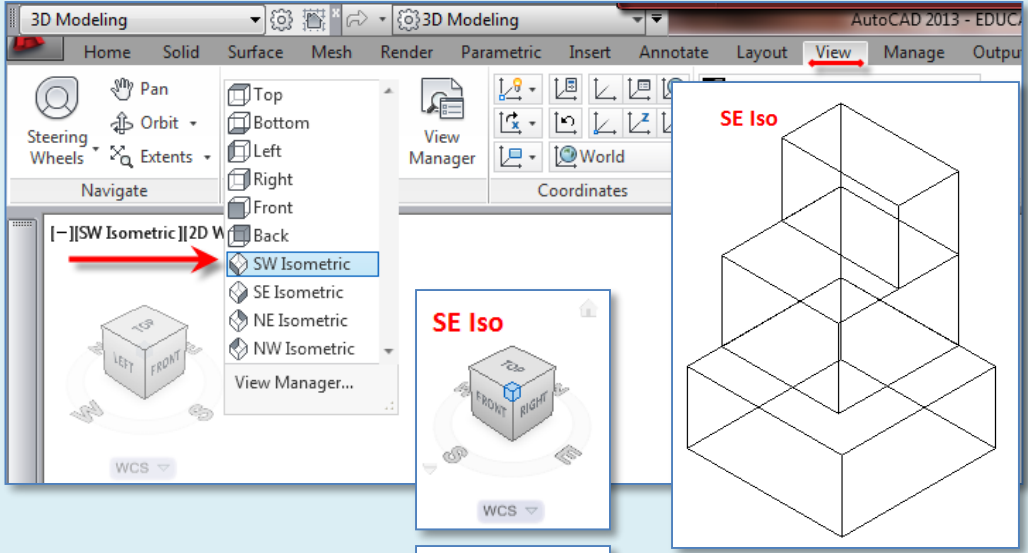 3D Modeling 3D Modeling AutoCAD 2013 - EDUCA
Home Solid Surface Mesh Render Parametric Insert Annotate Layout View Manage Outpu
Pan
Orbit
Steering
Wheels
Extents
Navigate
Top
Bottom
Left
Right
Front
Back
SW Isometric
SE Isometric
NE Isometric
NW Isometric
View Manager...
View
Manager
World
Coordinates
[−][SW Isometric][2D W
TOP
LEFT FRONT
W S
WCS
SE Iso
TOP
FRONT RIGHT
S E
WCS
SE Iso